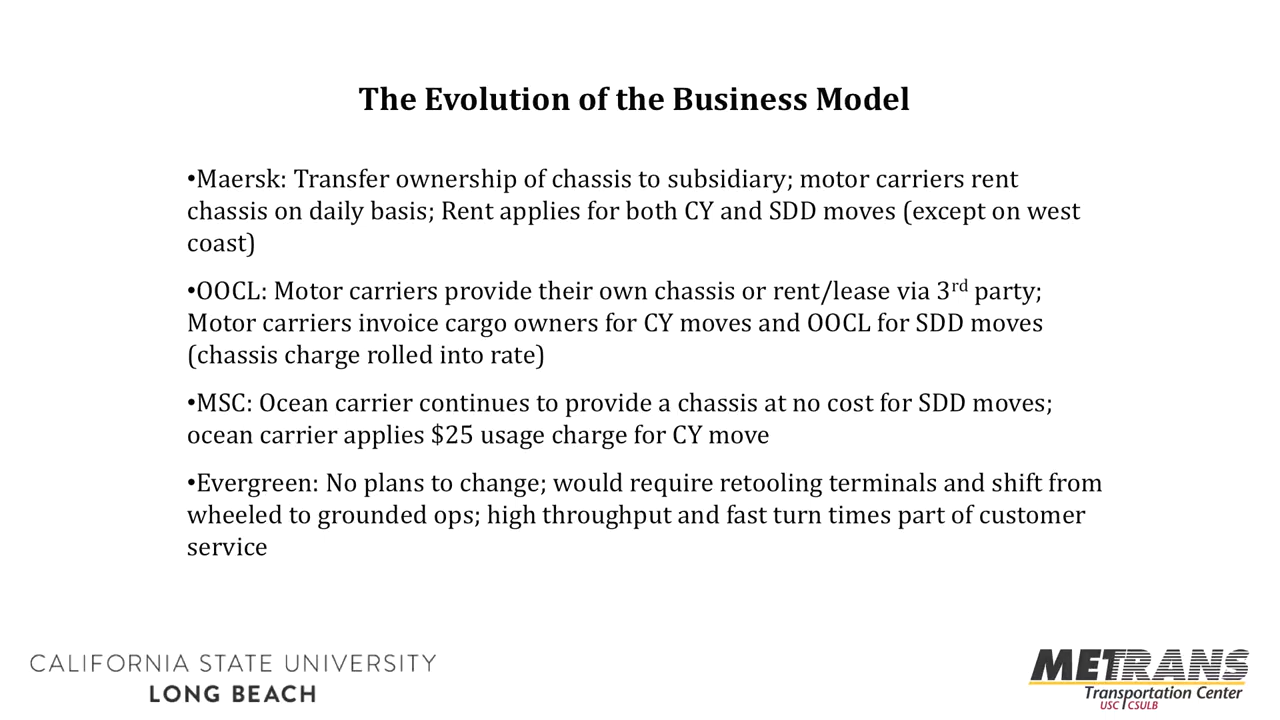 The Evolution of the Business Model
•Maersk: Transfer ownership of chassis to subsidiary; motor carriers rent
chassis on daily basis; Rent applies for both CY and SDD moves (except on west
coast)
•OOCL: Motor carriers provide their own chassis or rent/lease via 3rd party;
Motor carriers invoice cargo owners for CY moves and OOCL for SDD moves
(chassis charge rolled into rate)
•MSC: Ocean carrier continues to provide a chassis at no cost for SDD moves;
ocean carrier applies $25 usage charge for CY move
•Evergreen: No plans to change; would require retooling terminals and shift from
wheeled to grounded ops; high throughput and fast turn times part of customer
service
CALIFORNIA STATE UNIVERSITY
LONG BEACH
METRANS
Transportation Center
USC CSULB